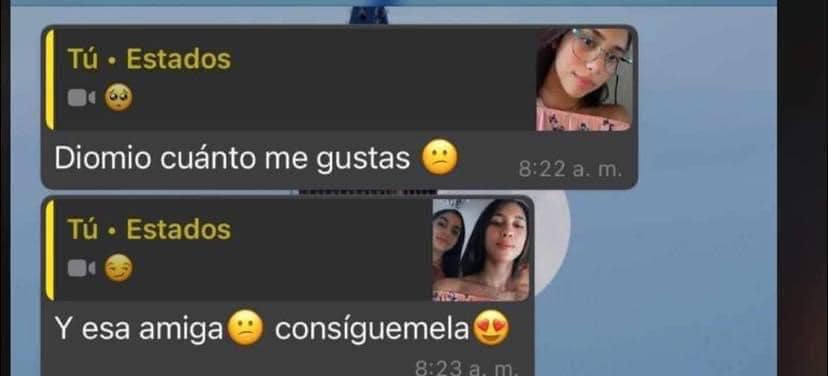 Tú • Estados
🥺
Diomio cuánto me gustas 😕
8:22 a. m.
Tú • Estados
😏
Y esa amiga😕 consíguemela😍
8:23 a. m.